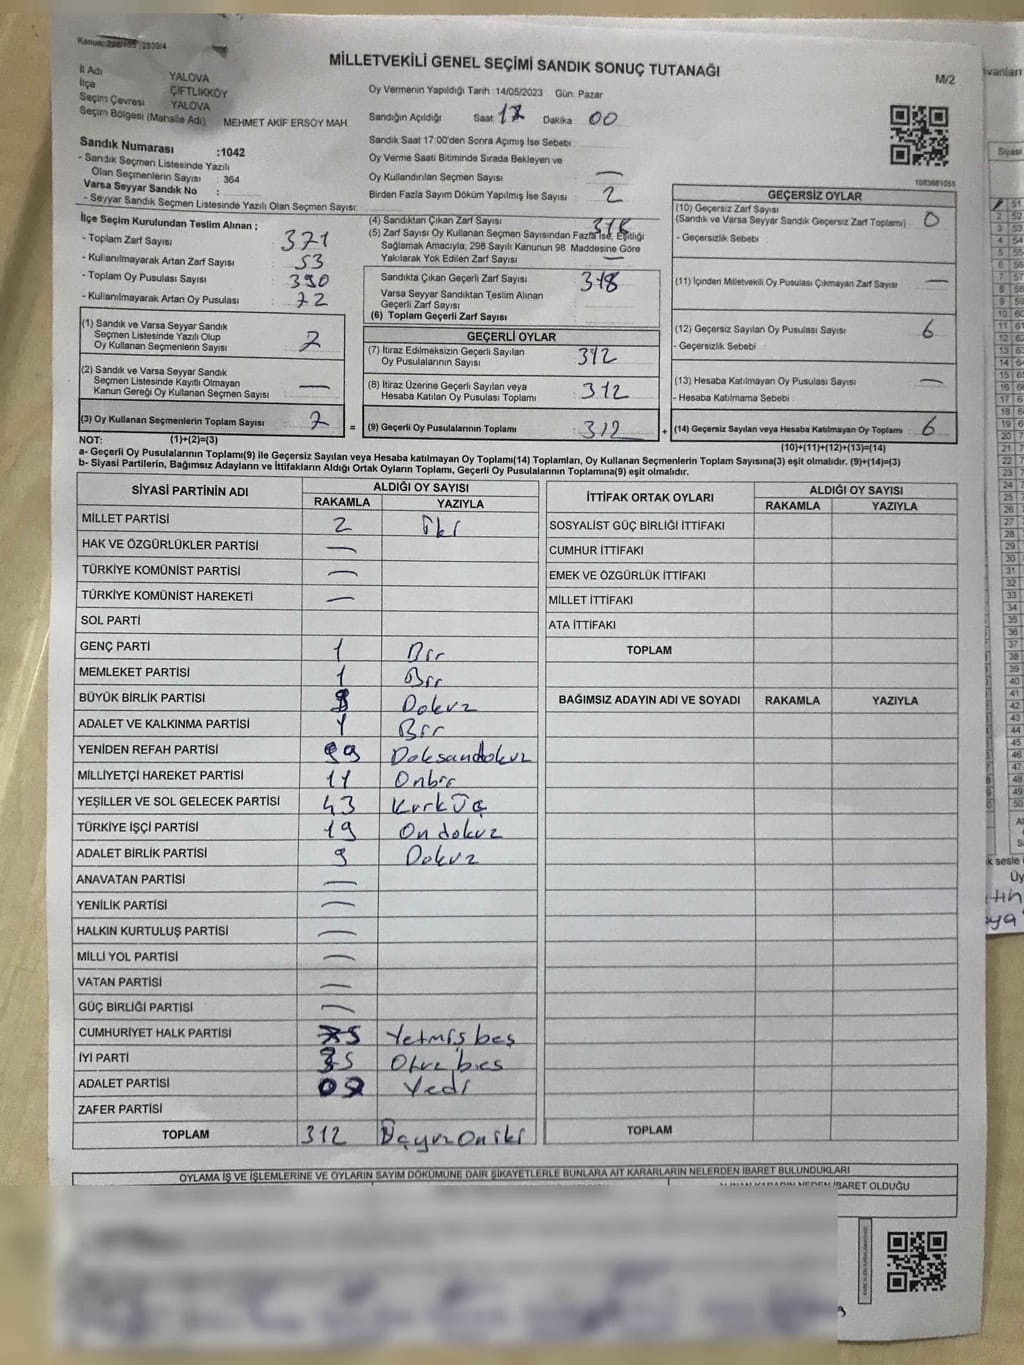 Kanun: 298/105 2839/4
MİLLETVEKİLİ GENEL SEÇİMİ SANDIK SONUÇ TUTANAĞI
M/2
İl Adı : YALOVA
İlçe : ÇİFTLİKKÖY
Seçim Çevresi : YALOVA
Seçim Bölgesi (Mahalle Adı) : MEHMET AKİF ERSOY MAH.
Sandık Numarası :1042
- Sandık Seçmen Listesinde Yazılı
Olan Seçmenlerin Sayısı : 364
Varsa Seyyar Sandık No :
- Seyyar Sandık Seçmen Listesinde Yazılı Olan Seçmen Sayısı:
Oy Vermenin Yapıldığı Tarih :14/05/2023 Gün: Pazar
Sandığın Açıldığı Saat: 17 Dakika: 00
Sandık Saat 17:00'den Sonra Açımış İse Sebebi :
Oy Verme Saati Bitiminde Sırada Bekleyen ve
Oy Kullandırılan Seçmen Sayısı : —
Birden Fazla Sayım Döküm Yapılmış İse Sayısı : 2
1083681055
İlçe Seçim Kurulundan Teslim Alınan ;
- Toplam Zarf Sayısı : 371
- Kullanılmayarak Artan Zarf Sayısı : 53
- Toplam Oy Pusulası Sayısı : 390
- Kullanılmayarak Artan Oy Pusulası : 72
(1) Sandık ve Varsa Seyyar Sandık
Seçmen Listesinde Yazılı Olup
Oy Kullanan Seçmenlerin Sayısı : 2
(2) Sandık ve Varsa Seyyar Sandık
Seçmen Listesinde Kayıtlı Olmayan
Kanun Gereği Oy Kullanan Seçmen Sayısı : —
(3) Oy Kullanan Seçmenlerin Toplam Sayısı : 2
(4) Sandıktan Çıkan Zarf Sayısı : 318
(5) Zarf Sayısı Oy Kullanan Seçmen Sayısından Fazla İse, Eşitliği
Sağlamak Amacıyla; 298 Sayılı Kanunun 98. Maddesine Göre
Yakılarak Yok Edilen Zarf Sayısı : —
Sandıkta Çıkan Geçerli Zarf Sayısı : 318
Varsa Seyyar Sandıktan Teslim Alınan
Geçerli Zarf Sayısı :
(6) Toplam Geçerli Zarf Sayısı :
GEÇERLİ OYLAR
(7) İtiraz Edilmeksizin Geçerli Sayılan
Oy Pusulalarının Sayısı : 312
(8) İtiraz Üzerine Geçerli Sayılan veya
Hesaba Katılan Oy Pusulası Toplamı : 312
= (9) Geçerli Oy Pusulalarının Toplamı : 312
GEÇERSİZ OYLAR
(10) Geçersiz Zarf Sayısı
(Sandık ve Varsa Seyyar Sandık Geçersiz Zarf Toplamı) : 0
- Geçersizlik Sebebi :
(11) İçinden Milletvekili Oy Pusulası Çıkmayan Zarf Sayısı : —
(12) Geçersiz Sayılan Oy Pusulası Sayısı : 6
- Geçersizlik Sebebi :
(13) Hesaba Katılmayan Oy Pusulası Sayısı : —
- Hesaba Katılmama Sebebi :
+ (14) Geçersiz Sayılan veya Hesaba Katılmayan Oy Toplamı : 6
NOT: (1)+(2)=(3)
(10)+(11)+(12)+(13)=(14)
a- Geçerli Oy Pusulalarının Toplamı(9) ile Geçersiz Sayılan veya Hesaba katılmayan Oy Toplamı(14) Toplamları, Oy Kullanan Seçmenlerin Toplam Sayısına(3) eşit olmalıdır. (9)+(14)=(3)
b- Siyasi Partilerin, Bağımsız Adayların ve İttifakların Aldığı Ortak Oyların Toplamı, Geçerli Oy Pusulalarının Toplamına(9) eşit olmalıdır.
SİYASİ PARTİNİN ADI ALDIĞI OY SAYISI
RAKAMLA YAZIYLA
MİLLET PARTİSİ 2 İki
HAK VE ÖZGÜRLÜKLER PARTİSİ —
TÜRKİYE KOMÜNİST PARTİSİ —
TÜRKİYE KOMÜNİST HAREKETİ —
SOL PARTİ
GENÇ PARTİ 1 Bir
MEMLEKET PARTİSİ 1 Bir
BÜYÜK BİRLİK PARTİSİ 9 Dokuz
ADALET VE KALKINMA PARTİSİ 1 Bir
YENİDEN REFAH PARTİSİ 99 Doksandokuz
MİLLİYETÇİ HAREKET PARTİSİ 11 Onbir
YEŞİLLER VE SOL GELECEK PARTİSİ 43 Kırk Üç
TÜRKİYE İŞÇİ PARTİSİ 19 On dokuz
ADALET BİRLİK PARTİSİ 9 Dokuz
ANAVATAN PARTİSİ —
YENİLİK PARTİSİ —
HALKIN KURTULUŞ PARTİSİ —
MİLLİ YOL PARTİSİ —
VATAN PARTİSİ —
GÜÇ BİRLİĞİ PARTİSİ —
CUMHURİYET HALK PARTİSİ 75 Yetmiş beş
İYİ PARTİ 35 Otuz beş
ADALET PARTİSİ 07 Yedi
ZAFER PARTİSİ
TOPLAM 312 Üçyüz On iki
İTTİFAK ORTAK OYLARI ALDIĞI OY SAYISI
RAKAMLA YAZIYLA
SOSYALİST GÜÇ BİRLİĞİ İTTİFAKI
CUMHUR İTTİFAKI
EMEK VE ÖZGÜRLÜK İTTİFAKI
MİLLET İTTİFAKI
ATA İTTİFAKI
TOPLAM
BAĞIMSIZ ADAYIN ADI VE SOYADI RAKAMLA YAZIYLA
TOPLAM
OYLAMA İŞ VE İŞLEMLERİNE VE OYLARIN SAYIM DÖKÜMÜNE DAİR ŞİKAYETLERLE BUNLARA AİT KARARLARIN NELERDEN İBARET BULUNDUKLARI
ALINAN KARARIN NEDEN İBARET OLDUĞU